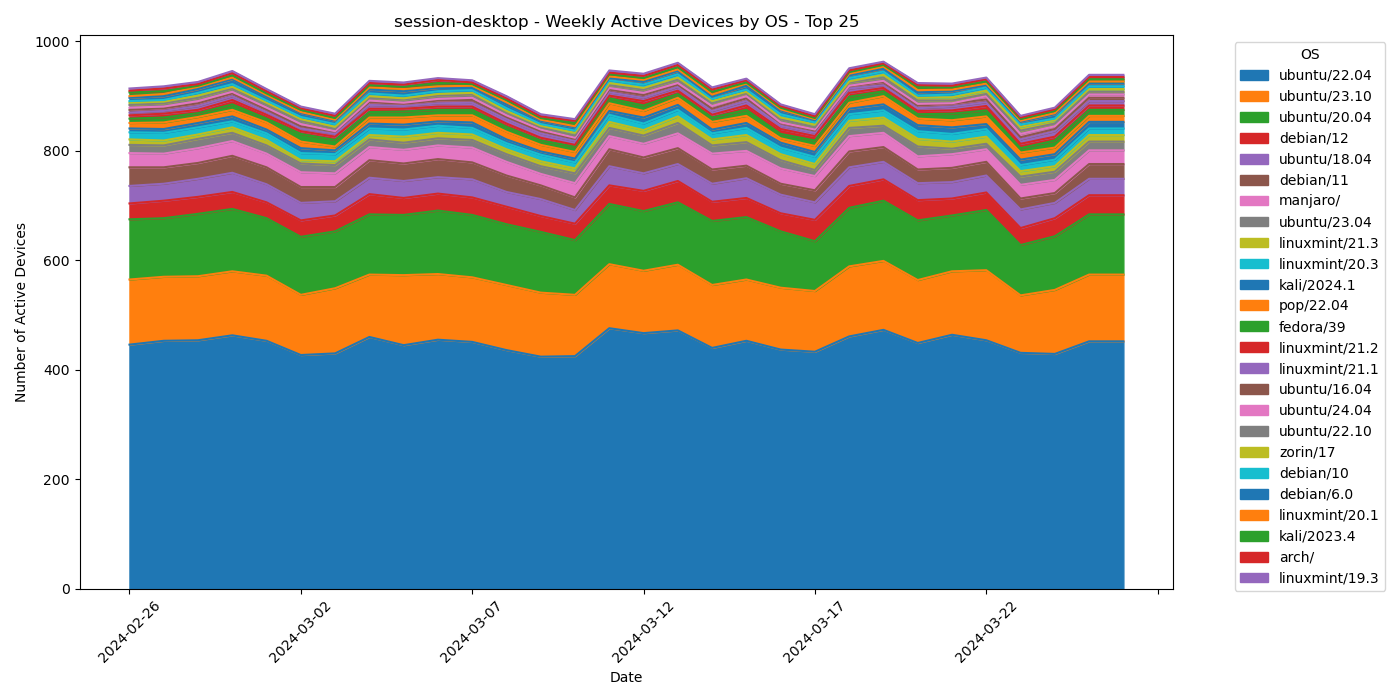 session-desktop - Weekly Active Devices by OS - Top 25
Number of Active Devices
1000
800
600
400
200
0
2024-02-26
2024-03-02
2024-03-07
2024-03-12
2024-03-17
2024-03-22
Date
OS
ubuntu/22.04
ubuntu/23.10
ubuntu/20.04
debian/12
ubuntu/18.04
debian/11
manjaro/
ubuntu/23.04
linuxmint/21.3
linuxmint/20.3
kali/2024.1
pop/22.04
fedora/39
linuxmint/21.2
linuxmint/21.1
ubuntu/16.04
ubuntu/24.04
ubuntu/22.10
zorin/17
debian/10
debian/6.0
linuxmint/20.1
kali/2023.4
arch/
linuxmint/19.3